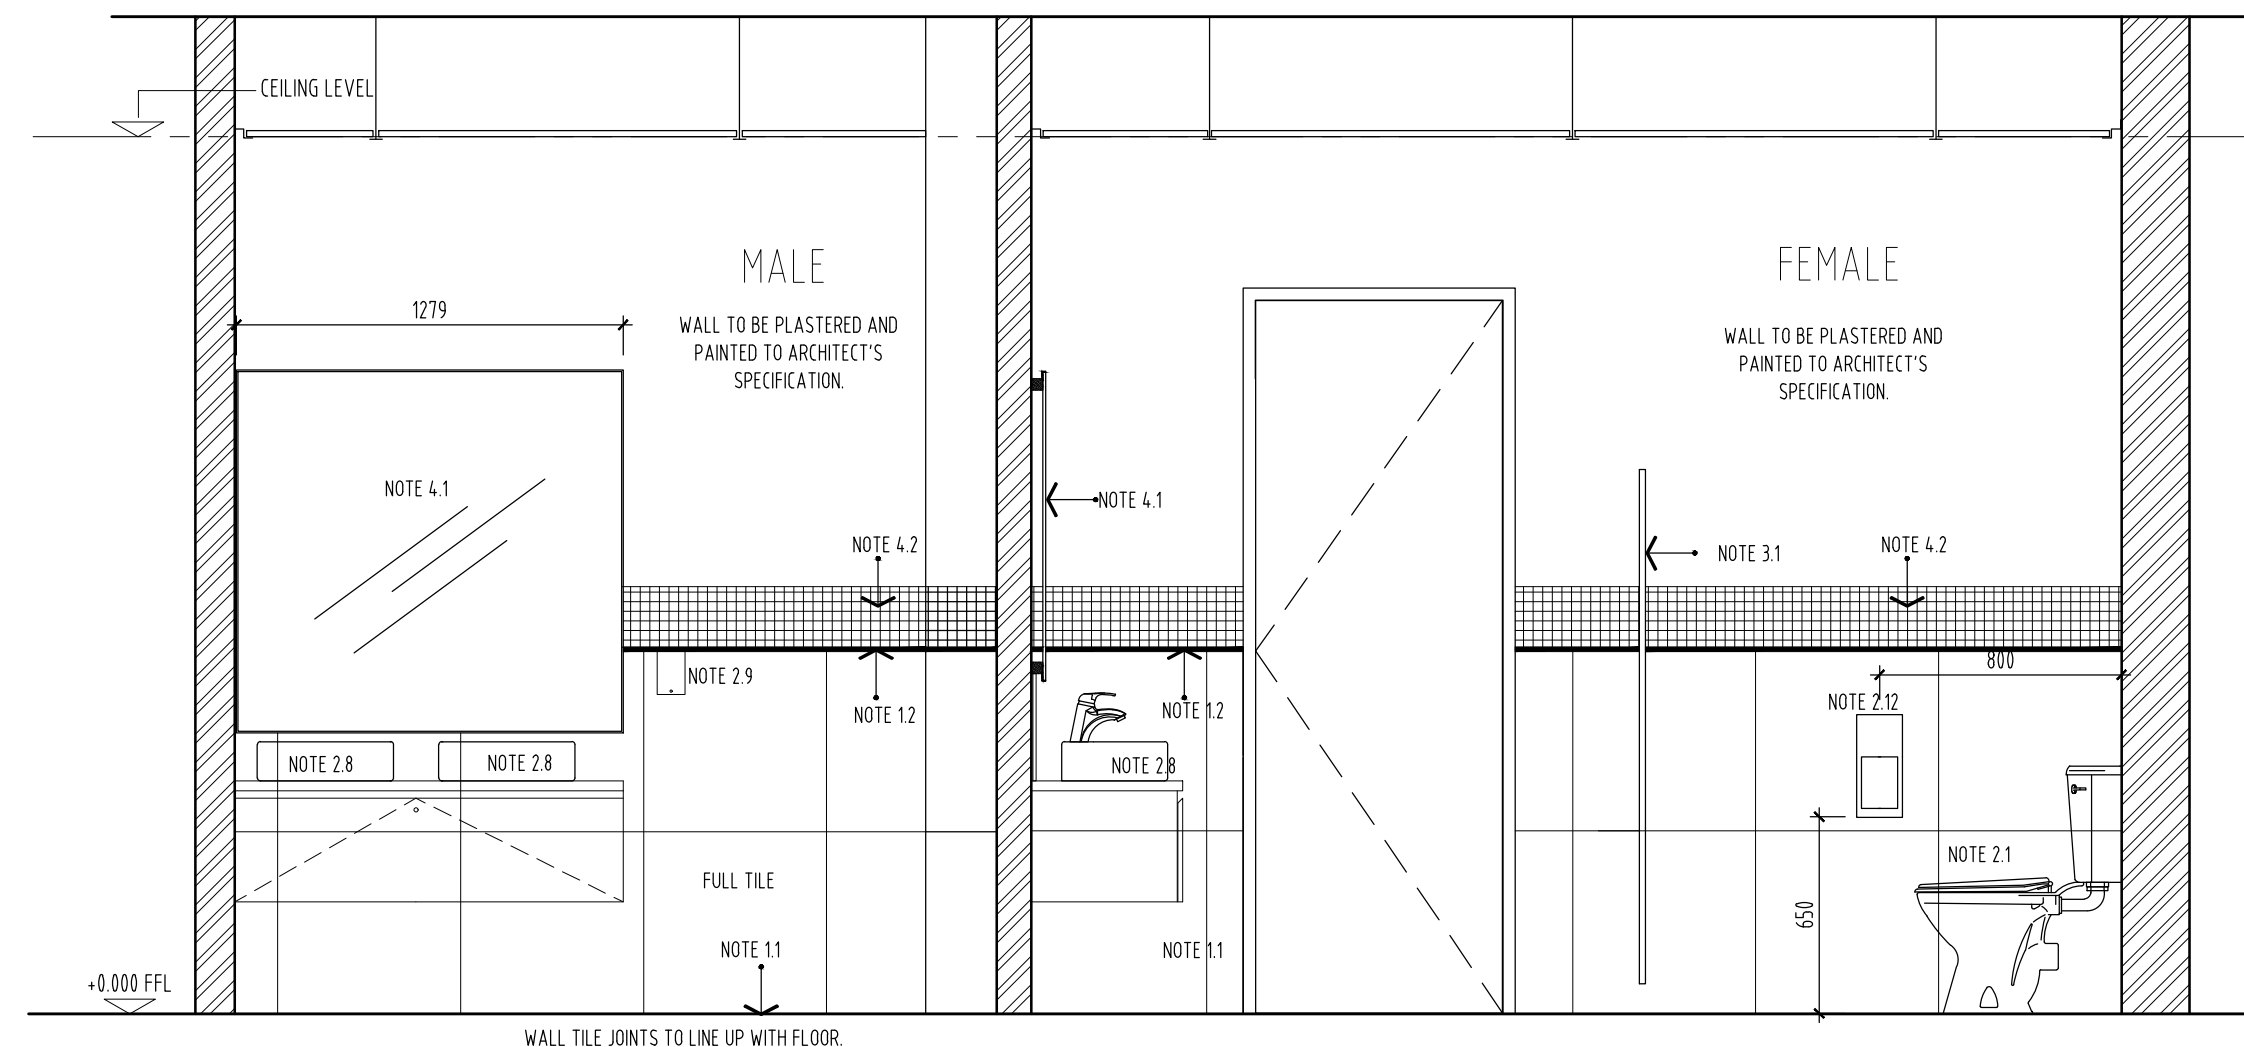 CEILING LEVEL
MALE
FEMALE
1279
WALL TO BE PLASTERED AND
PAINTED TO ARCHITECT'S
SPECIFICATION.
WALL TO BE PLASTERED AND
PAINTED TO ARCHITECT'S
SPECIFICATION.
NOTE 4.1
NOTE 4.1
NOTE 4.2
NOTE 3.1
NOTE 4.2
NOTE 2.9
NOTE 1.2
NOTE 1.2
800
NOTE 2.12
NOTE 2.8
NOTE 2.8
NOTE 2.8
FULL TILE
NOTE 2.1
650
NOTE 1.1
NOTE 1.1
+0.000 FFL
WALL TILE JOINTS TO LINE UP WITH FLOOR.